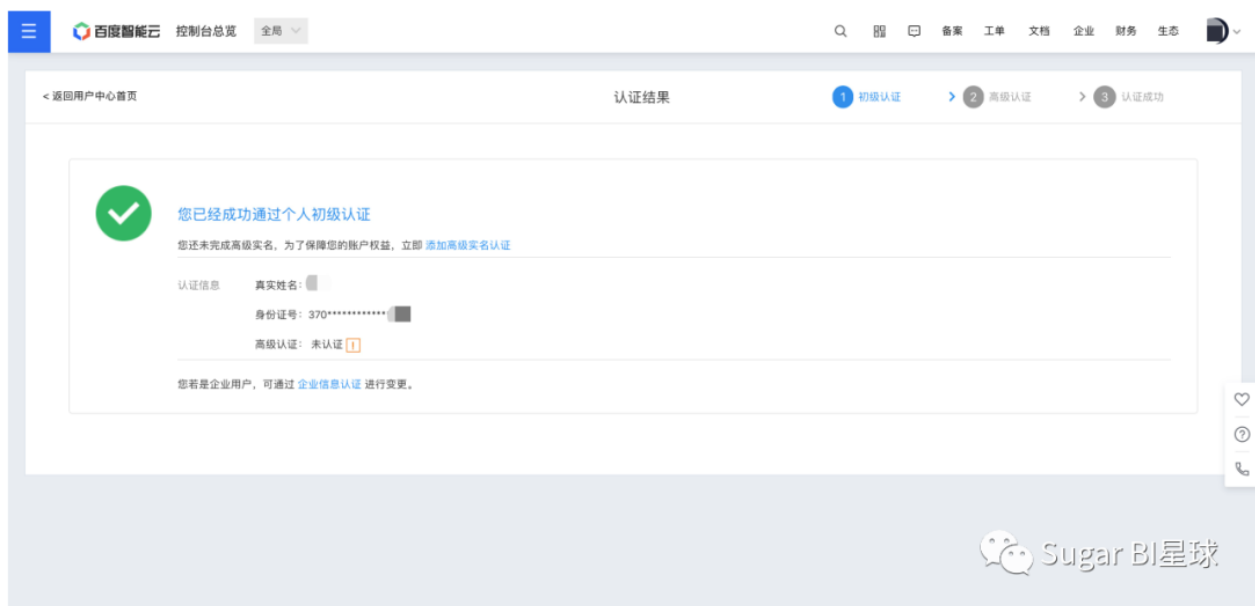 百度智能云 控制台总览 全局 备案 工单 文档 企业 财务 生态
< 返回用户中心首页 认证结果 1 初级认证 > 2 高级认证 > 3 认证成功
您已经成功通过个人初级认证
您还未完成高级实名，为了保障您的账户权益，立即 添加高级实名认证
认证信息 真实姓名：
身份证号：370************
高级认证： 未认证 !
您若是企业用户，可通过 企业信息认证 进行变更。
Sugar BI星球